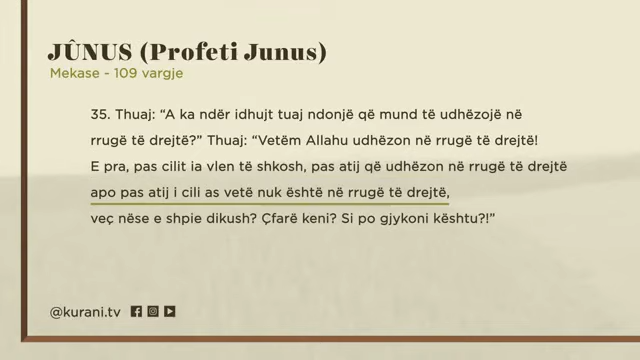 JÛNUS (Profeti Junus)
Mekase - 109 vargje
35. Thuaj: “A ka ndër idhujt tuaj ndonjë që mund të udhëzojë në
rrugë të drejtë?” Thuaj: “Vetëm Allahu udhëzon në rrugë të drejtë!
E pra, pas cilit ia vlen të shkosh, pas atij që udhëzon në rrugë të drejtë
apo pas atij i cili as vetë nuk është në rrugë të drejtë,
veç nëse e shpie dikush? Çfarë keni? Si po gjykoni kështu?!”
@kurani.tv